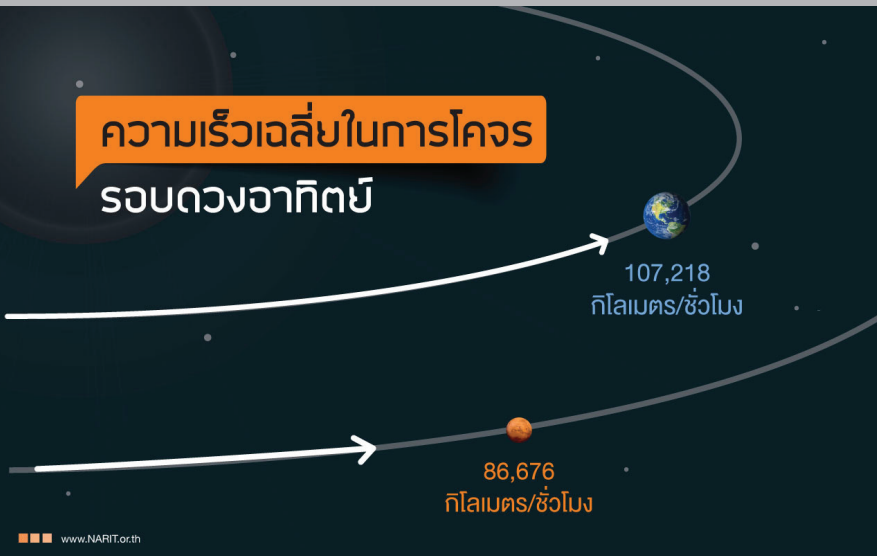 ความเร็วเฉลี่ยในการโคจร
รอบดวงอาทิตย์
107,218
กิโลเมตร/ชั่วโมง
86,676
กิโลเมตร/ชั่วโมง
www.NARIT.or.th